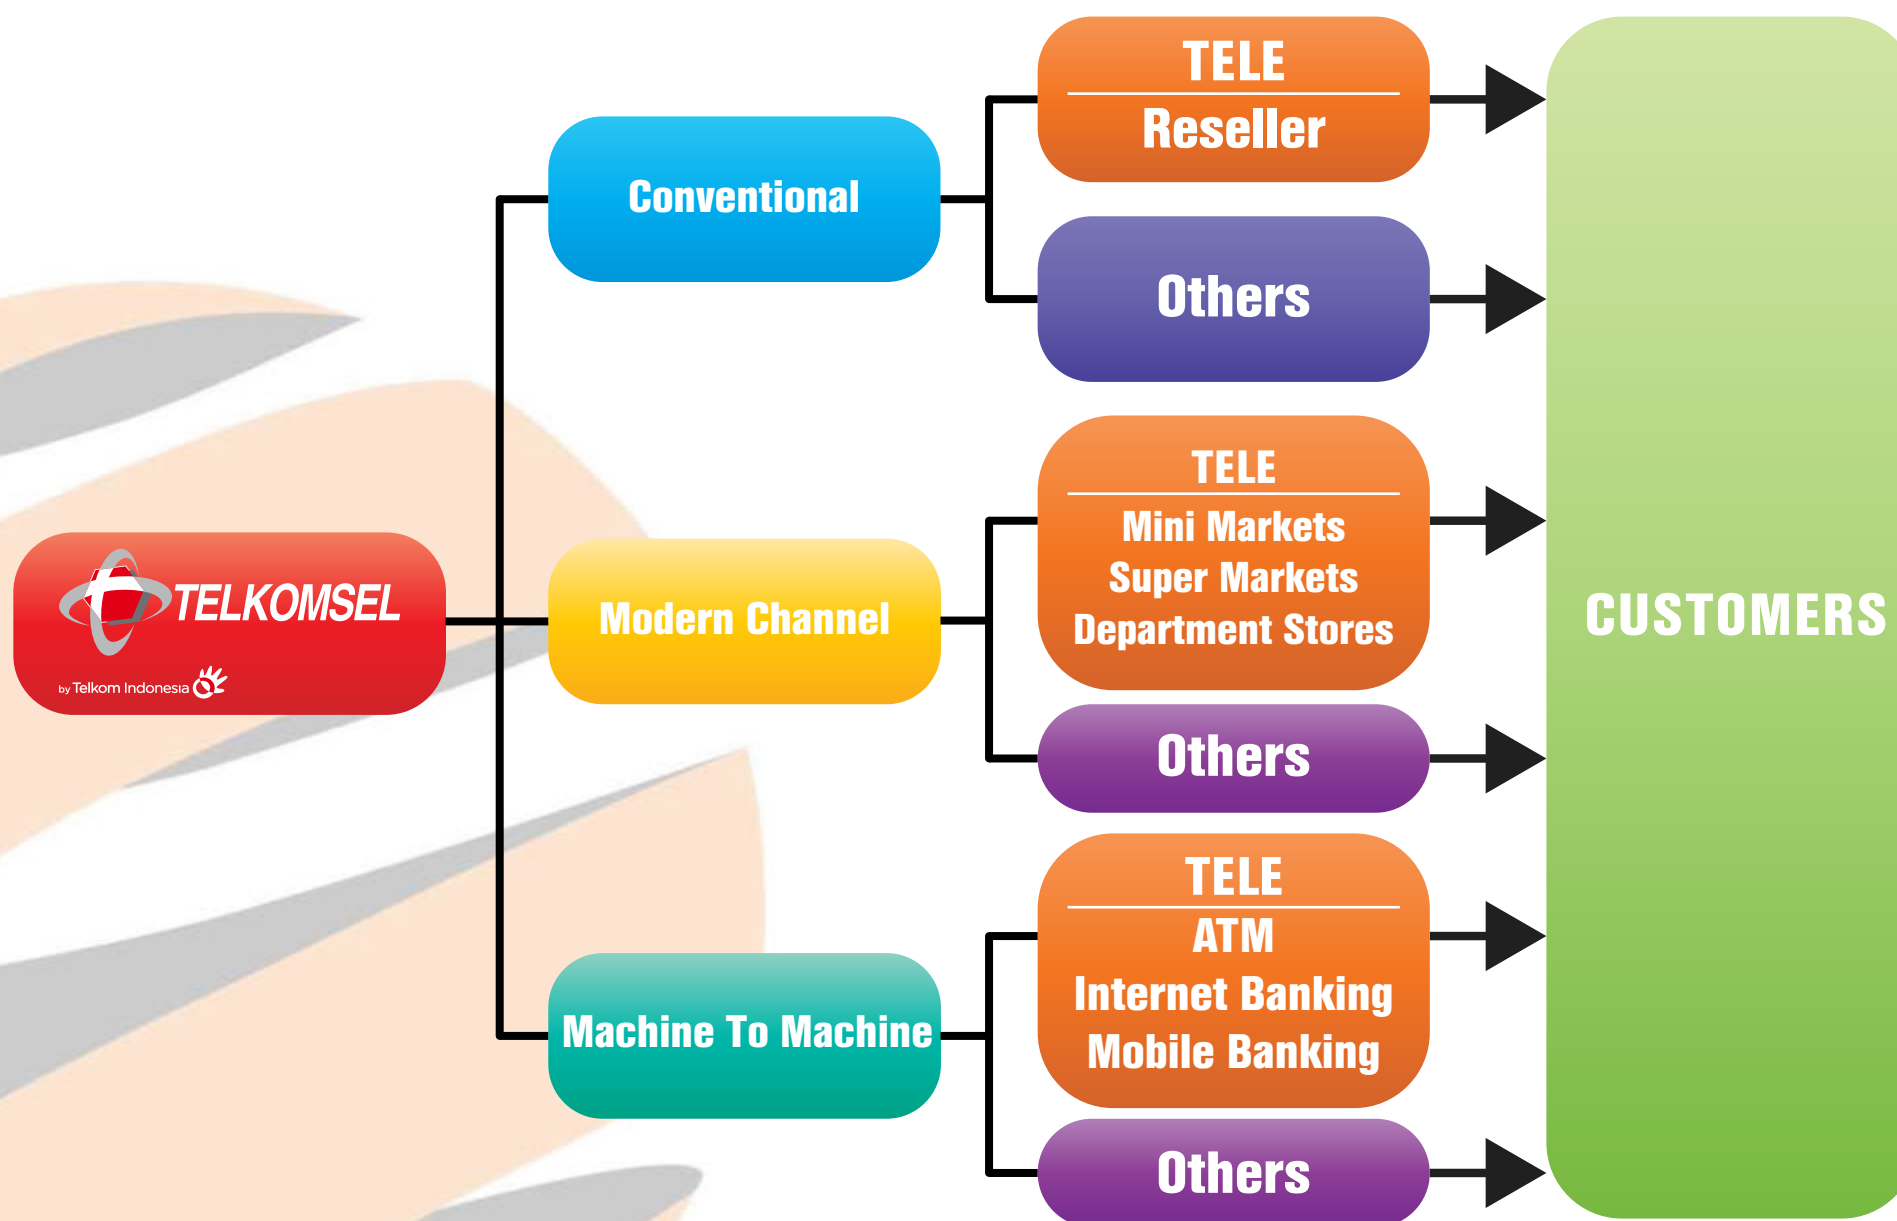 TELKOMSEL
by Telkom Indonesia
Conventional
TELE
Reseller
Others
Modern Channel
TELE
Mini Markets
Super Markets
Department Stores
Others
Machine To Machine
TELE
ATM
Internet Banking
Mobile Banking
Others
CUSTOMERS